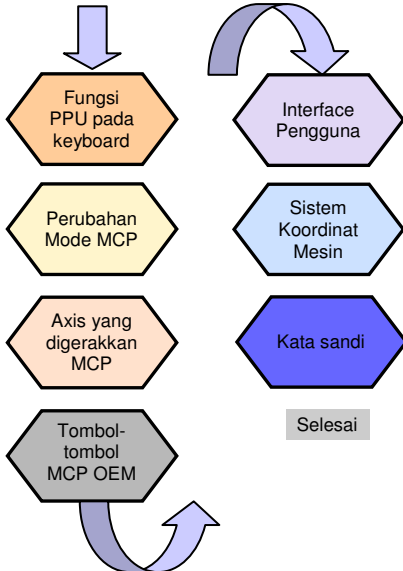 Fungsi
PPU pada
keyboard
Perubahan
Mode MCP
Axis yang
digerakkan
MCP
Tombol-
tombol
MCP OEM
Interface
Pengguna
Sistem
Koordinat
Mesin
Kata sandi
Selesai